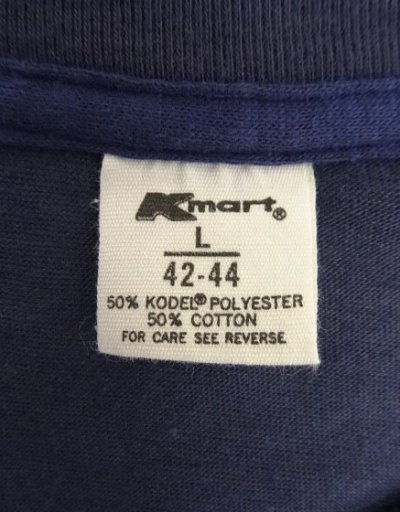 Kmart®
L
42-44
50% KODEL® POLYESTER
50% COTTON
FOR CARE SEE REVERSE